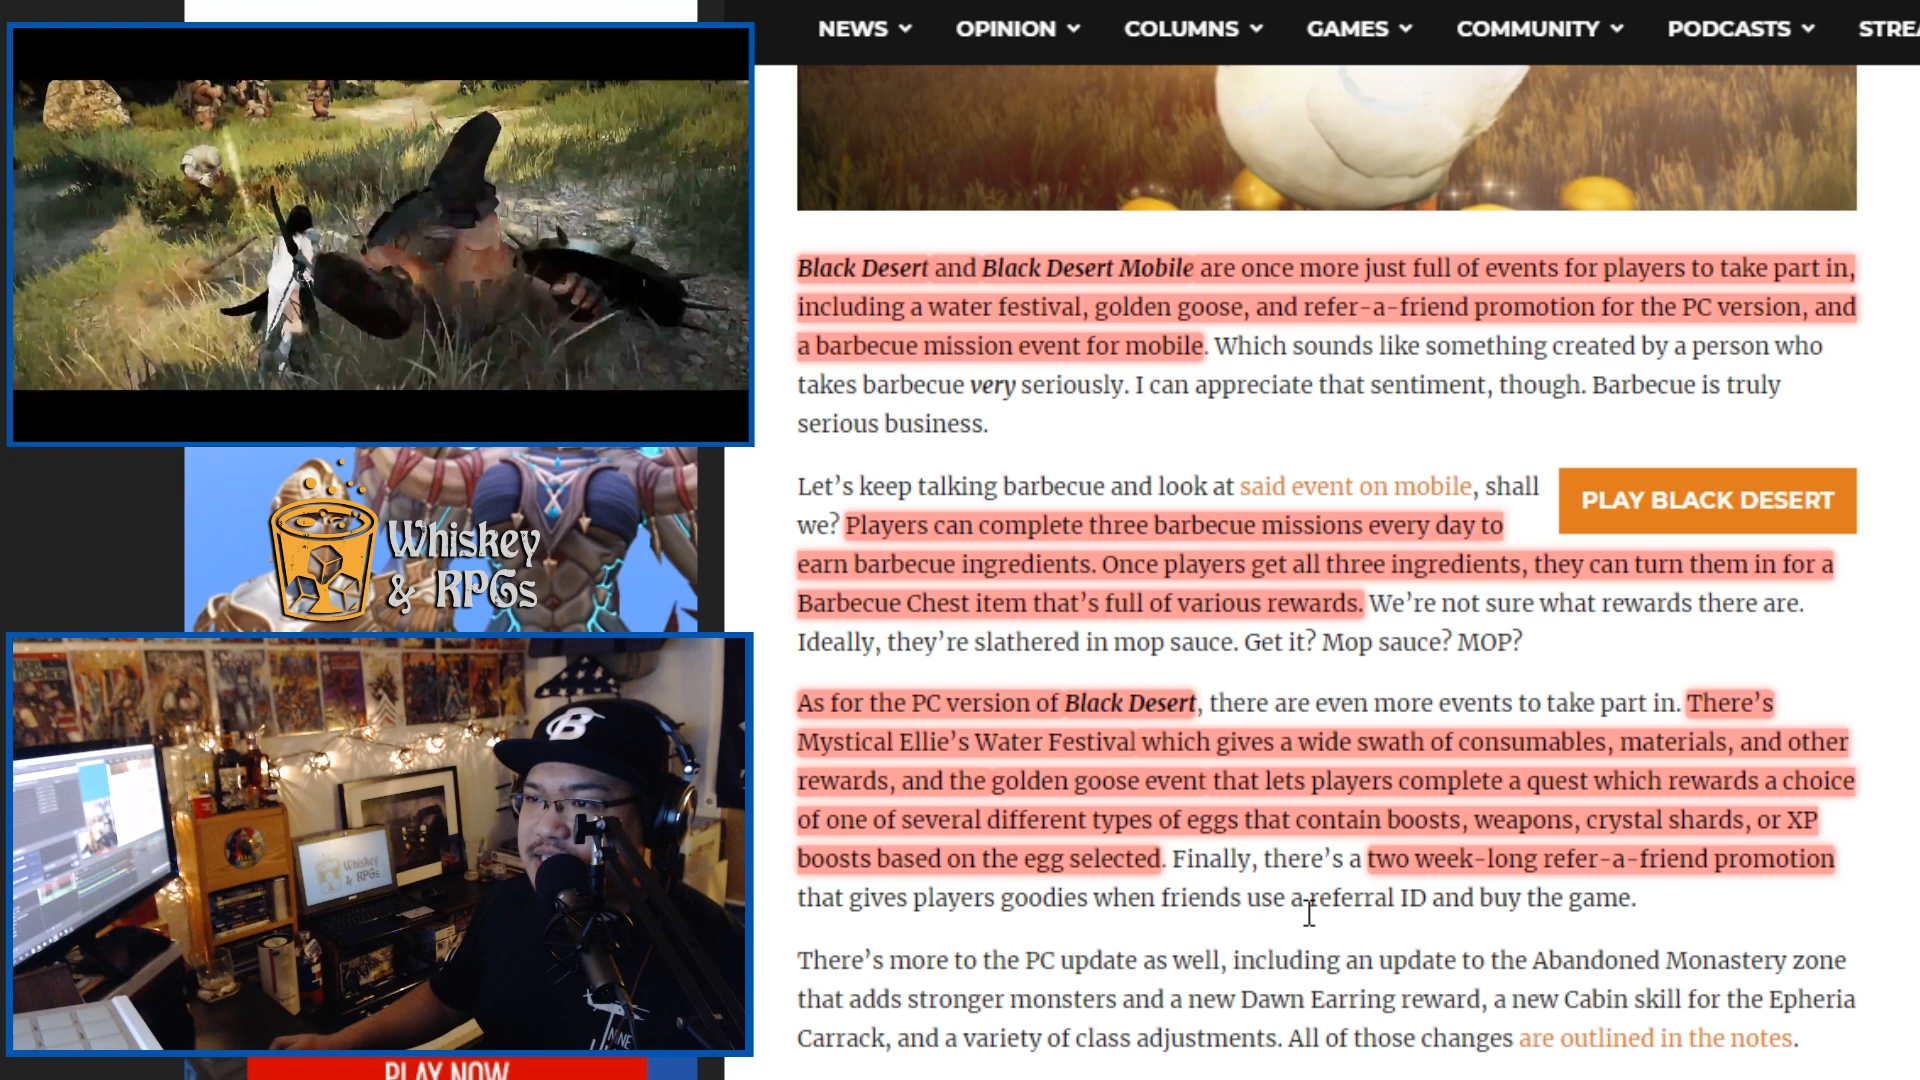 NEWS OPINION COLUMNS GAMES COMMUNITY PODCASTS STREA
Black Desert and Black Desert Mobile are once more just full of events for players to take part in,
including a water festival, golden goose, and refer-a-friend promotion for the PC version, and
a barbecue mission event for mobile. Which sounds like something created by a person who
takes barbecue very seriously. I can appreciate that sentiment, though. Barbecue is truly
serious business.
Let’s keep talking barbecue and look at said event on mobile, shall
we? Players can complete three barbecue missions every day to
PLAY BLACK DESERT
earn barbecue ingredients. Once players get all three ingredients, they can turn them in for a
Barbecue Chest item that’s full of various rewards. We’re not sure what rewards there are.
Ideally, they’re slathered in mop sauce. Get it? Mop sauce? MOP?
As for the PC version of Black Desert, there are even more events to take part in. There’s
Mystical Ellie’s Water Festival which gives a wide swath of consumables, materials, and other
rewards, and the golden goose event that lets players complete a quest which rewards a choice
of one of several different types of eggs that contain boosts, weapons, crystal shards, or XP
boosts based on the egg selected. Finally, there’s a two week-long refer-a-friend promotion
that gives players goodies when friends use a referral ID and buy the game.
There’s more to the PC update as well, including an update to the Abandoned Monastery zone
that adds stronger monsters and a new Dawn Earring reward, a new Cabin skill for the Epheria
Carrack, and a variety of class adjustments. All of those changes are outlined in the notes.
Whiskey
& RPGs
Whiskey
& RPGs
B
NINE
PLAY NOW